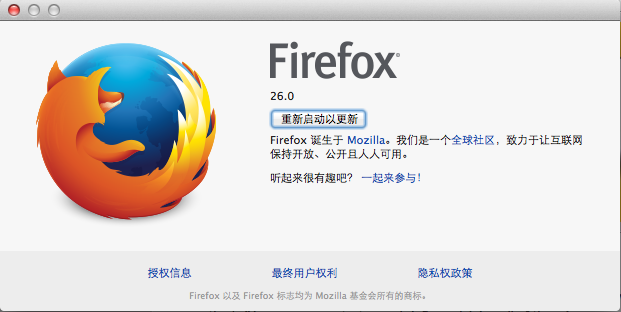 Firefox®
26.0
重新启动以更新
Firefox 诞生于 Mozilla。我们是一个全球社区，致力于让互联网
保持开放、公开且人人可用。
听起来很有趣吧？ 一起来参与！
授权信息 最终用户权利 隐私权政策
Firefox 以及 Firefox 标志均为 Mozilla 基金会所有的商标。